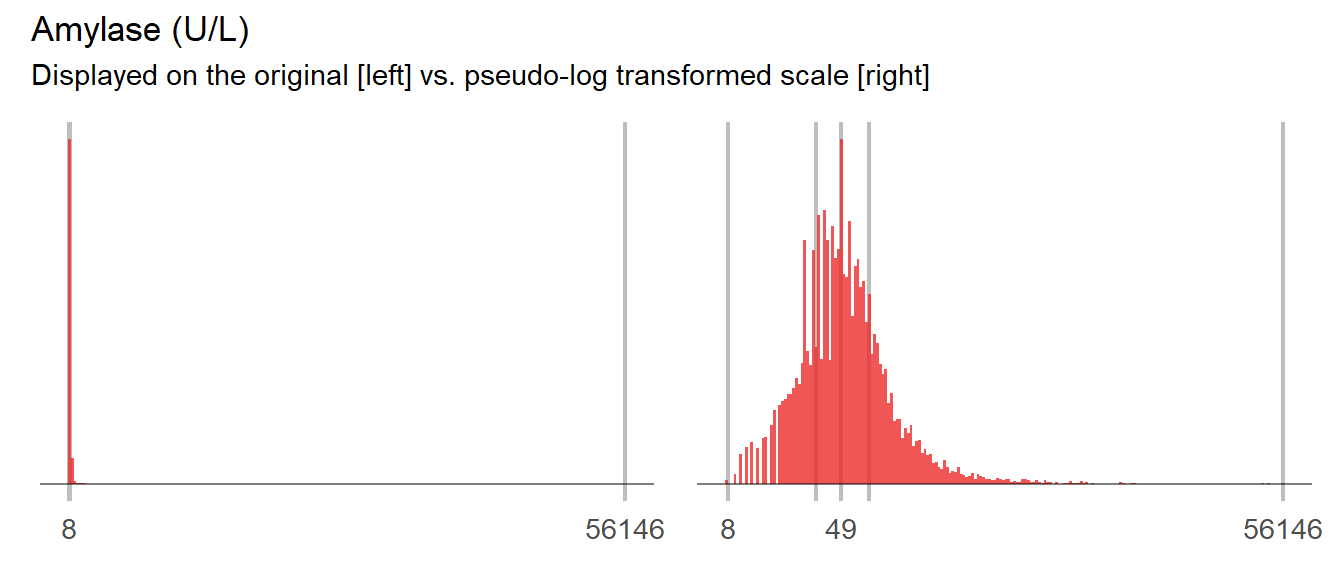 Amylase (U/L)
Displayed on the original [left] vs. pseudo-log transformed scale [right]
8 56146 8 49 56146